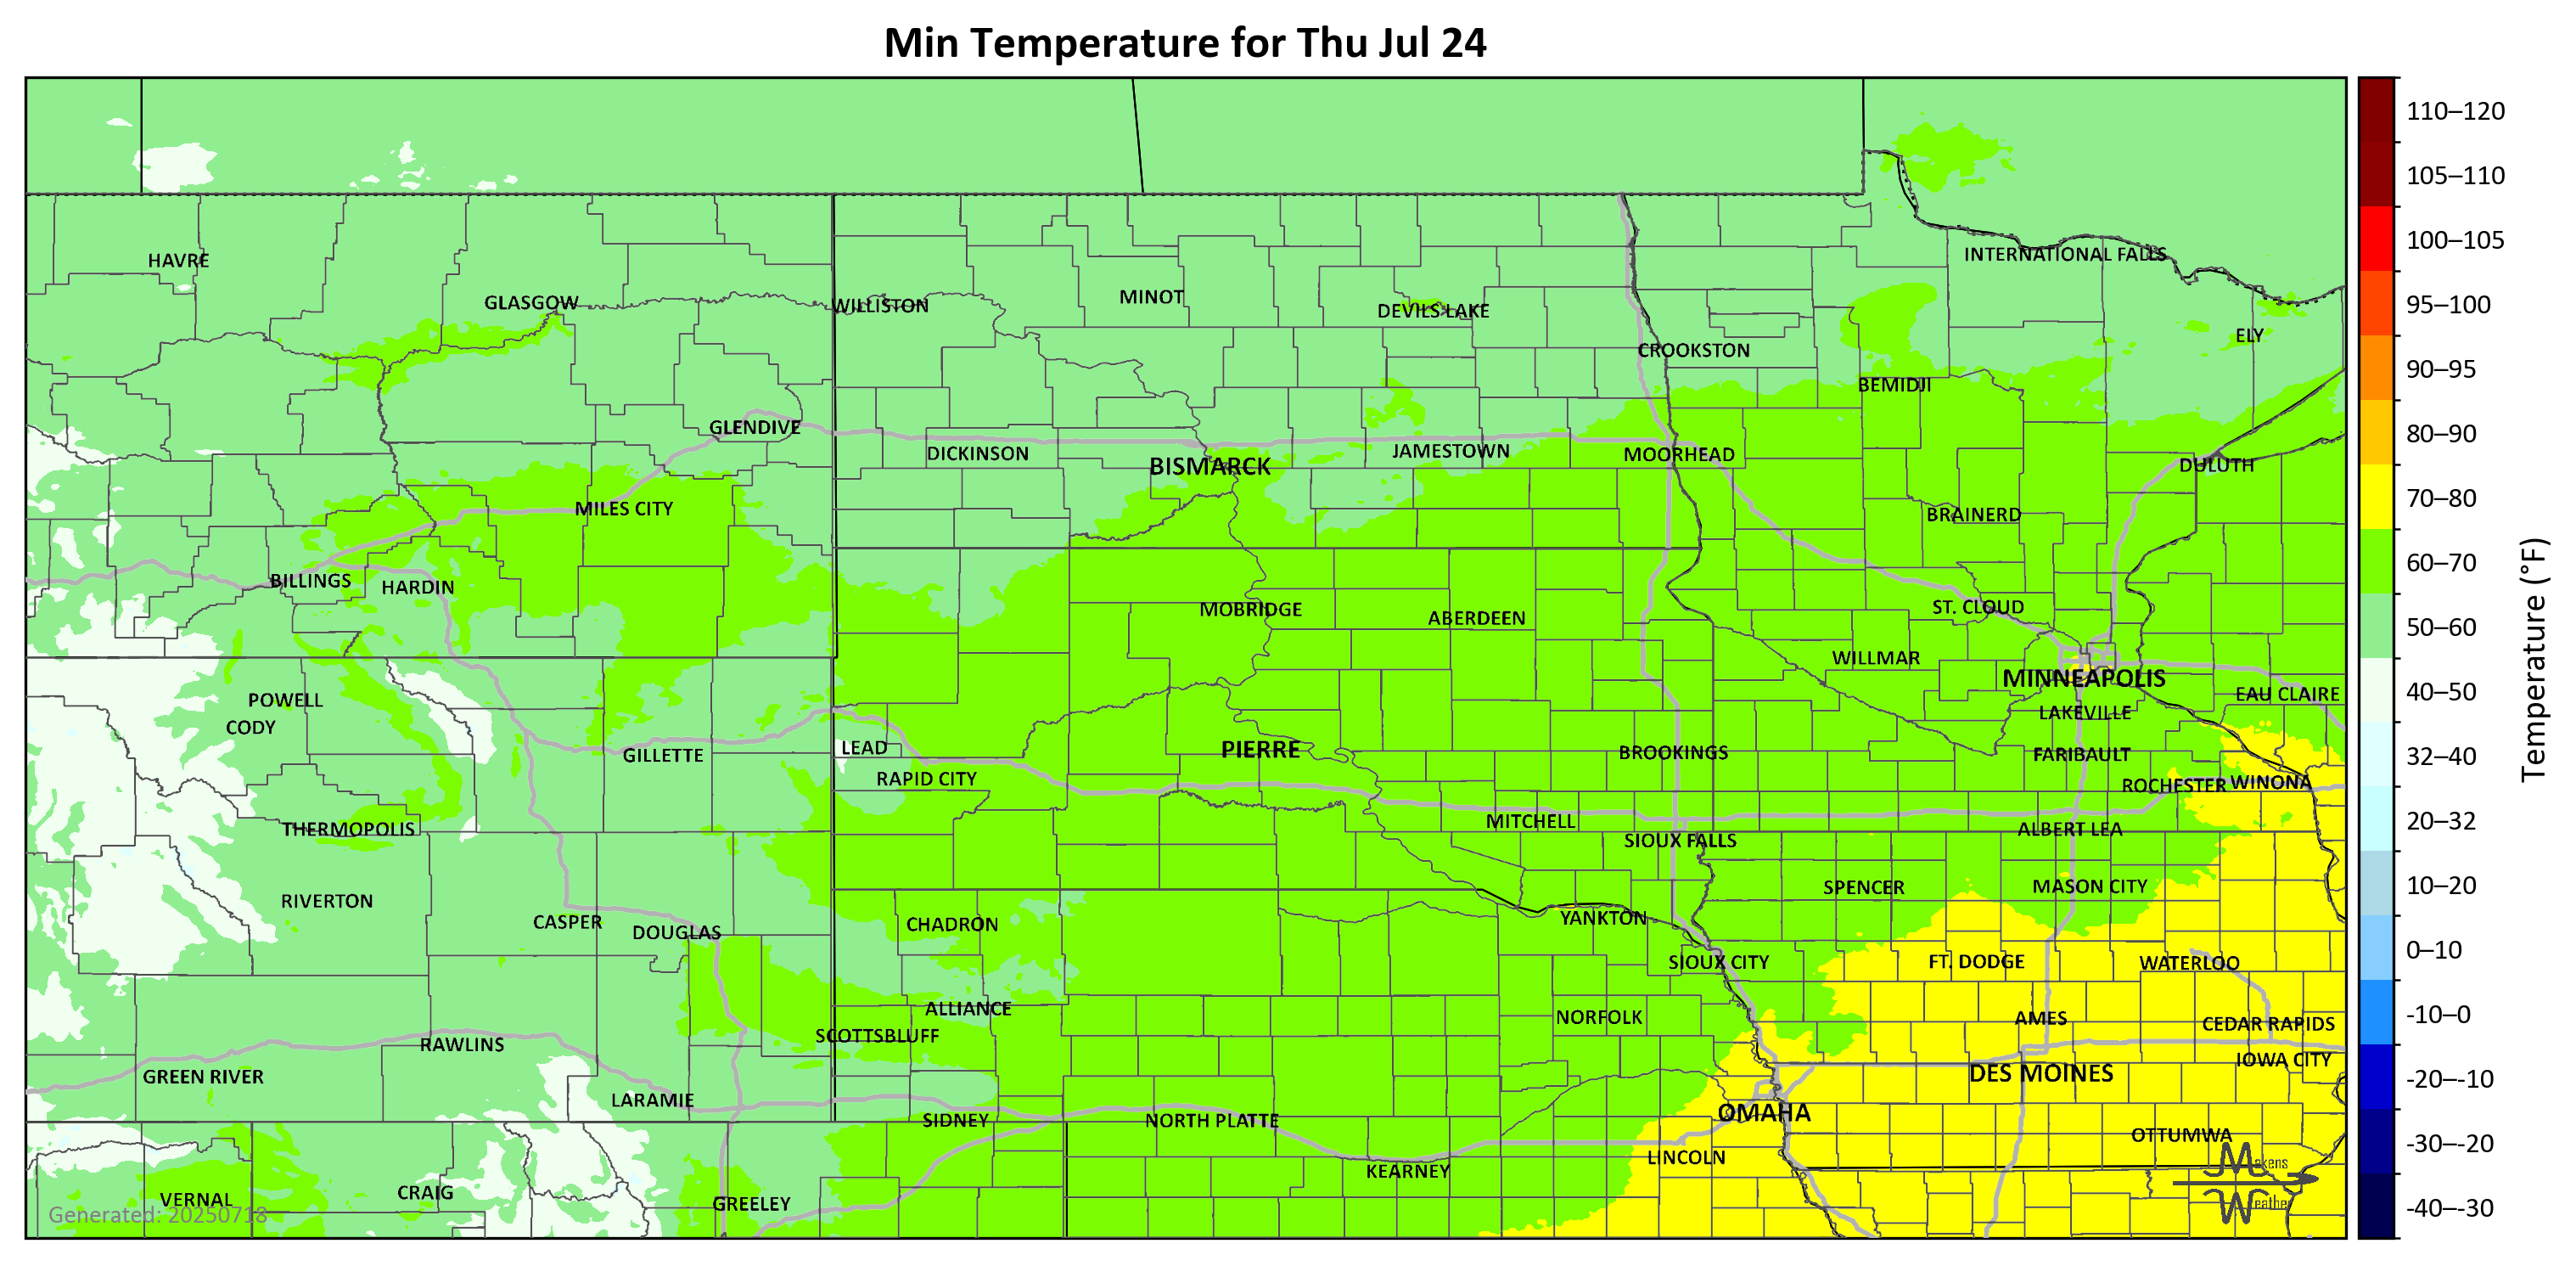 Min Temperature for Thu Jul 24
110–120
105–110
100–105
95–100
90–95
80–90
70–80
60–70
50–60
40–50
32–40
20–32
10–20
0–10
-10–0
-20–-10
-30–-20
-40–-30
Temperature (°F)
HAVRE
GLASGOW
WILLISTON
MINOT
DEVILS LAKE
INTERNATIONAL FALLS
ELY
CROOKSTON
BEMIDJI
GLENDIVE
DICKINSON
BISMARCK
JAMESTOWN
MOORHEAD
DULUTH
MILES CITY
BRAINERD
BILLINGS
HARDIN
MOBRIDGE
ABERDEEN
ST. CLOUD
WILLMAR
MINNEAPOLIS
EAU CLAIRE
POWELL
CODY
LAKEVILLE
GILLETTE
LEAD
PIERRE
BROOKINGS
FARIBAULT
RAPID CITY
ROCHESTER
WINONA
THERMOPOLIS
MITCHELL
ALBERT LEA
SIOUX FALLS
RIVERTON
SPENCER
MASON CITY
CASPER
DOUGLAS
CHADRON
YANKTON
SIOUX CITY
FT. DODGE
WATERLOO
ALLIANCE
NORFOLK
AMES
CEDAR RAPIDS
SCOTTSBLUFF
RAWLINS
IOWA CITY
GREEN RIVER
DES MOINES
LARAMIE
SIDNEY
NORTH PLATTE
OMAHA
OTTUMWA
LINCOLN
KEARNEY
VERNAL
CRAIG
GREELEY
Makens
Weather
Generated: 20250718